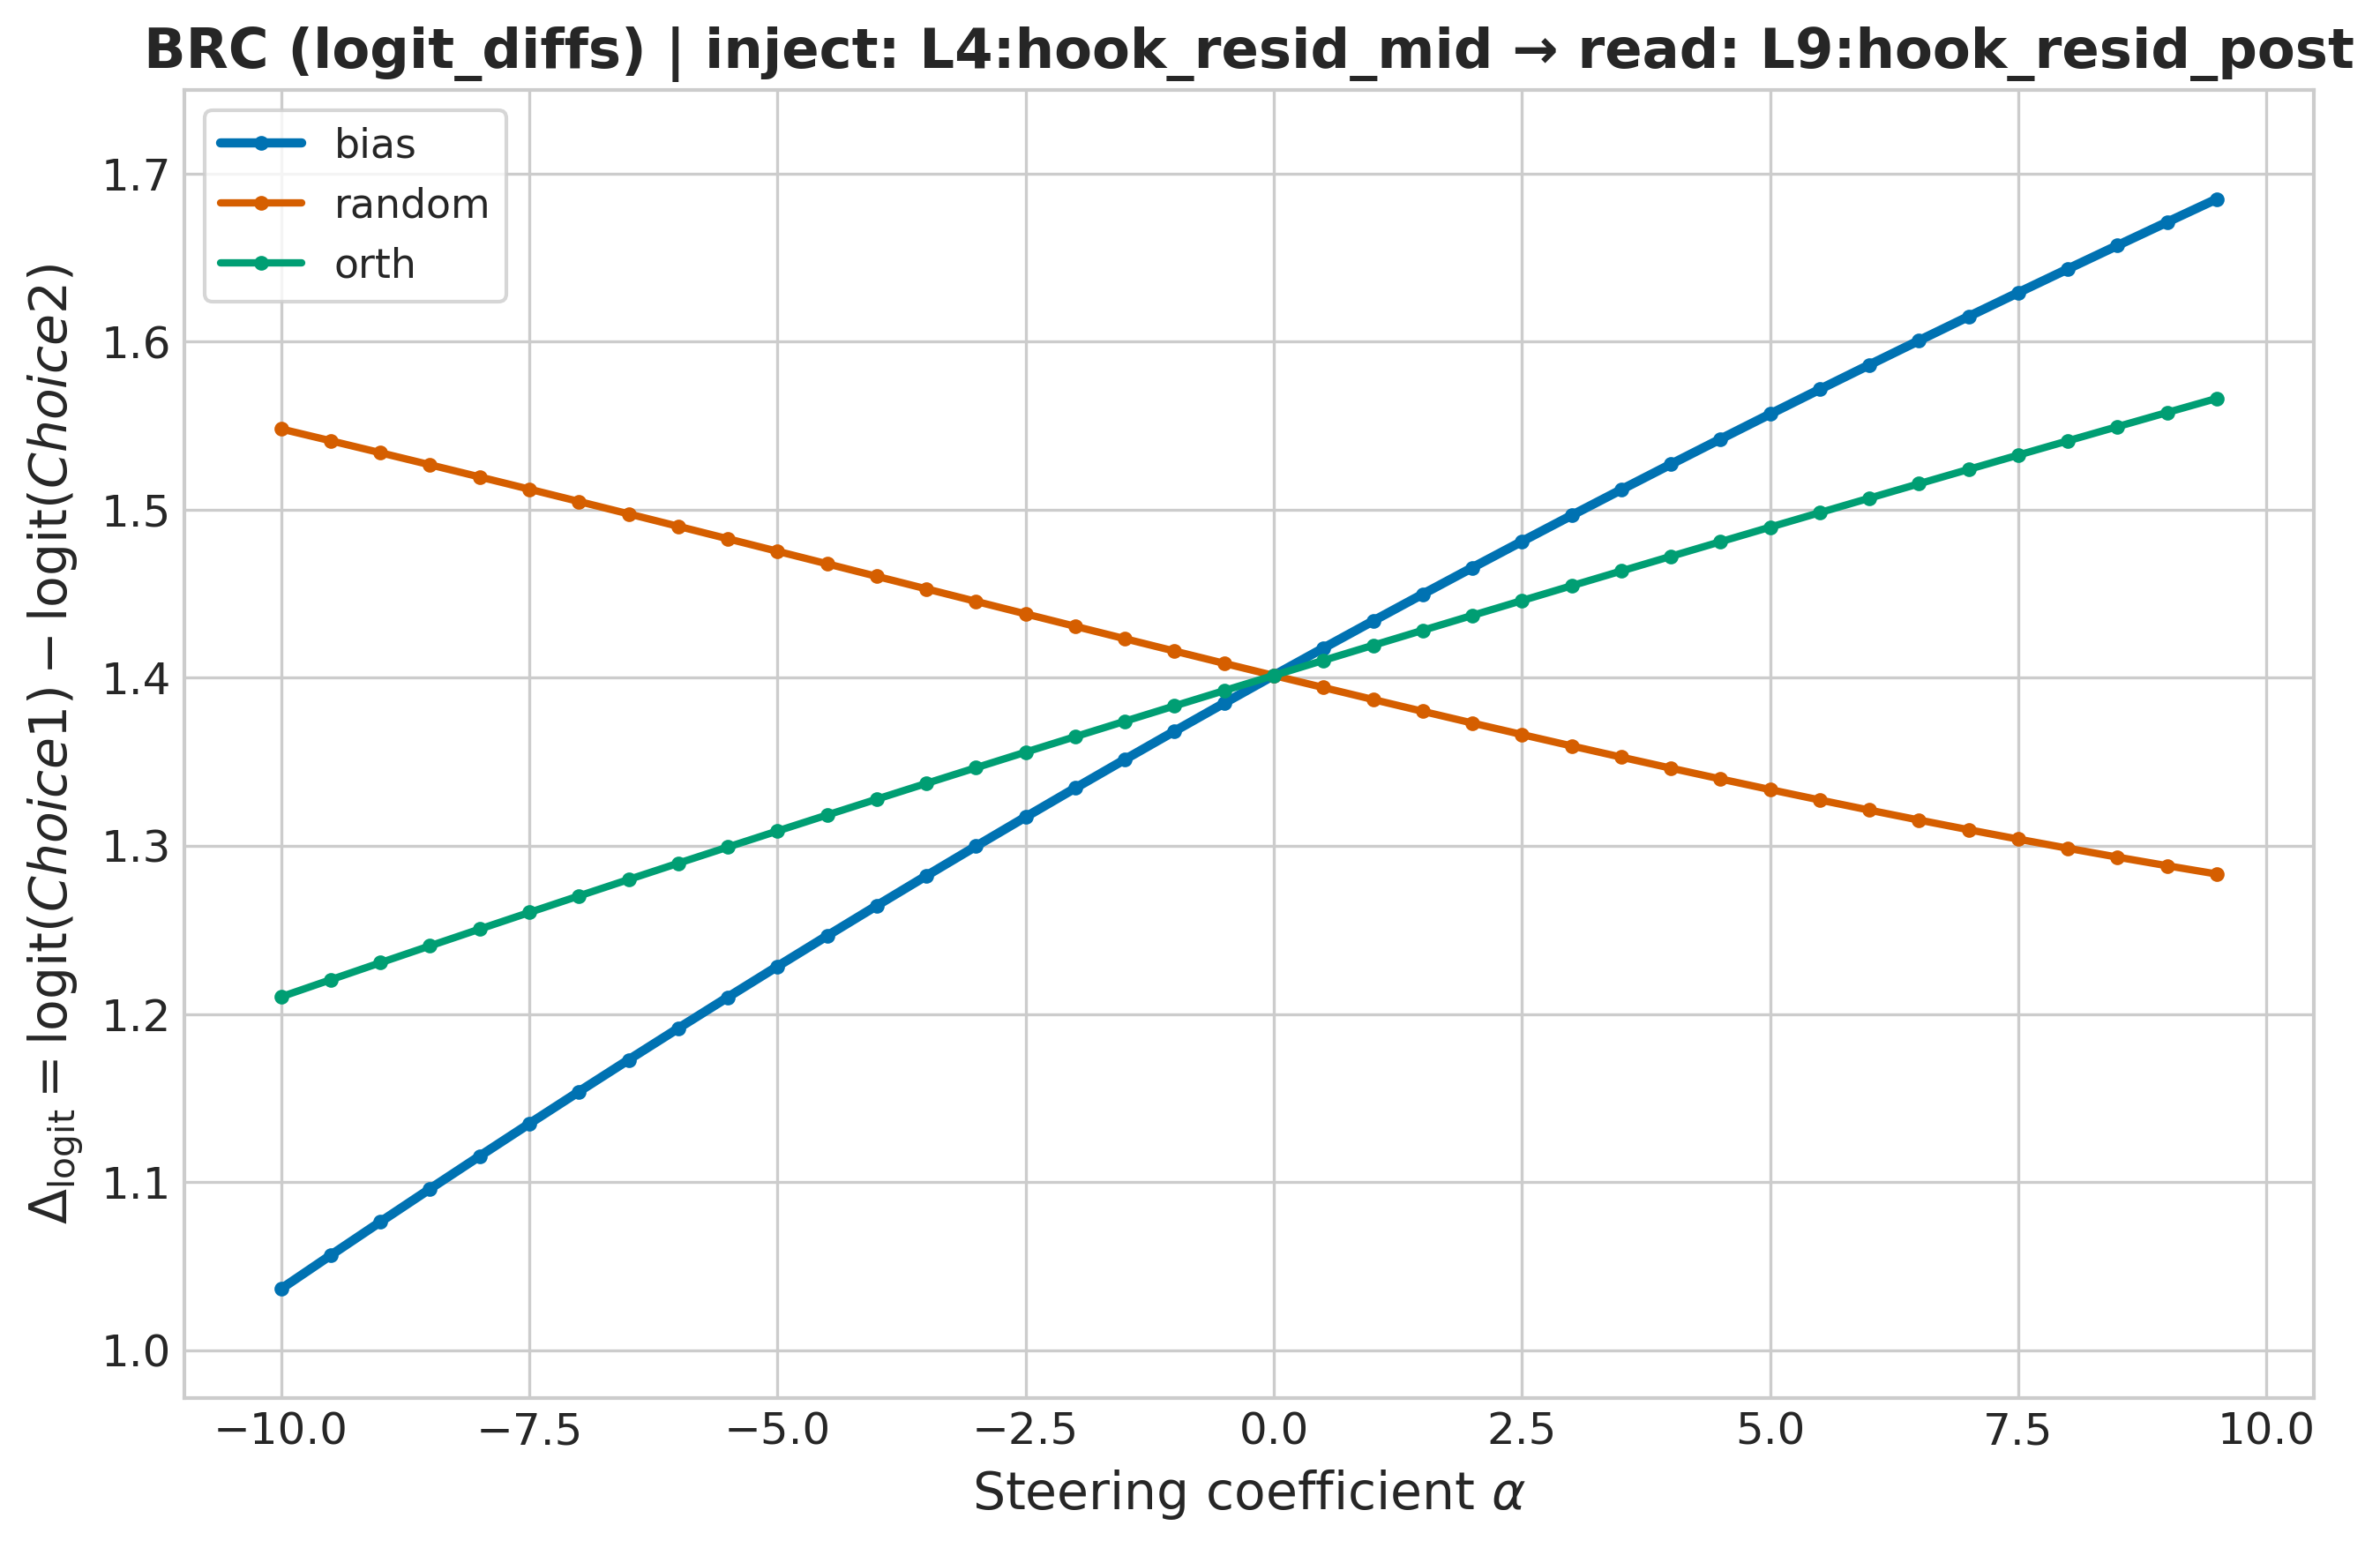 BRC (logit_diffs) | inject: L4:hook_resid_mid → read: L9:hook_resid_post
bias
random
orth
Δlogit = logit(Choice1) − logit(Choice2)
1.7
1.6
1.5
1.4
1.3
1.2
1.1
1.0
−10.0 −7.5 −5.0 −2.5 0.0 2.5 5.0 7.5 10.0
Steering coefficient α